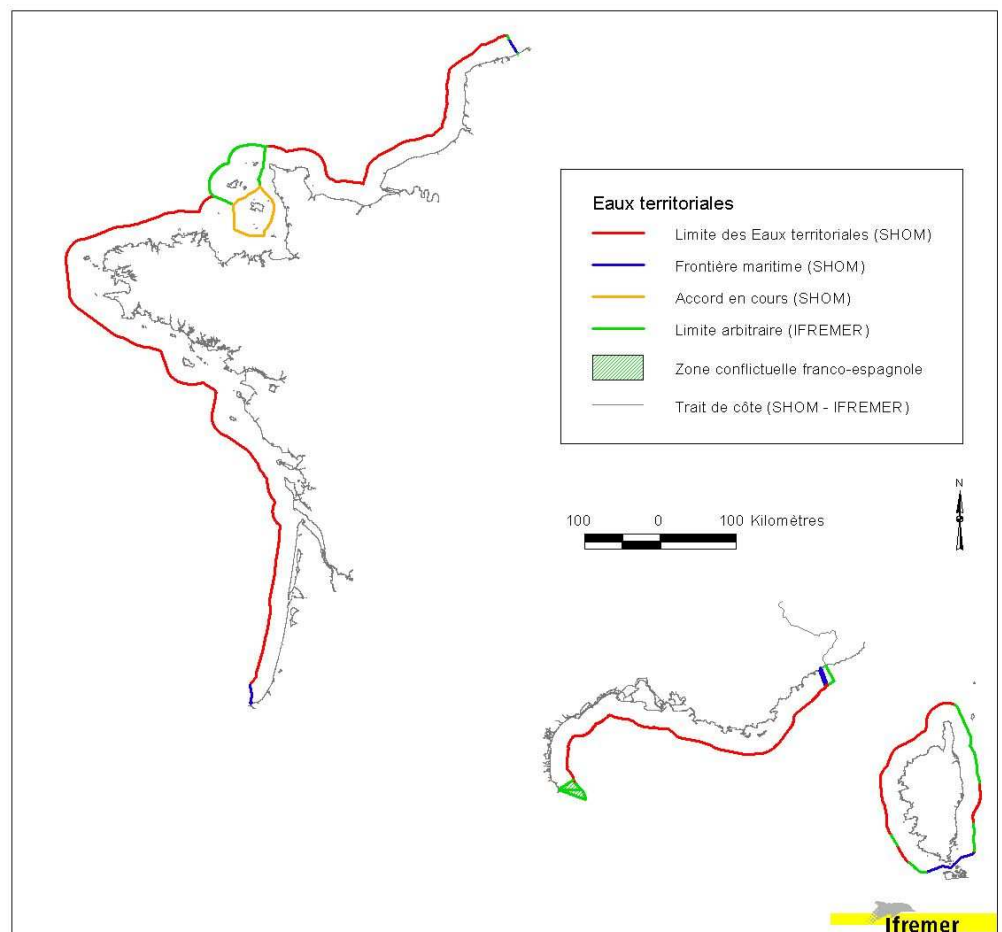 Eaux territoriales
Limite des Eaux territoriales (SHOM)
Frontière maritime (SHOM)
Accord en cours (SHOM)
Limite arbitraire (IFREMER)
Zone conflictuelle franco-espagnole
Trait de côte (SHOM - IFREMER)
N
100 0 100 Kilomètres
Ifremer